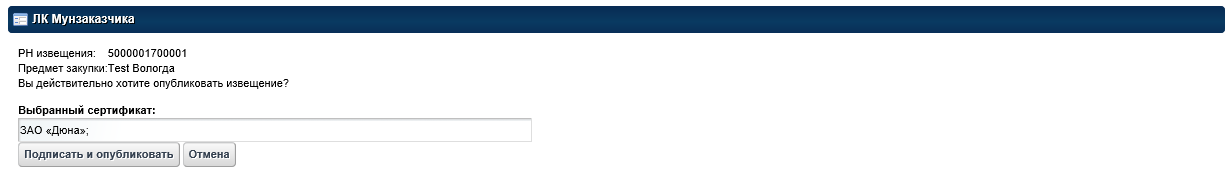 ЛК Мунзаказчика
РН извещения: 5000001700001
Предмет закупки:Test Вологда
Вы действительно хотите опубликовать извещение?
Выбранный сертификат:
ЗАО «Дюна»;
Подписать и опубликовать Отмена